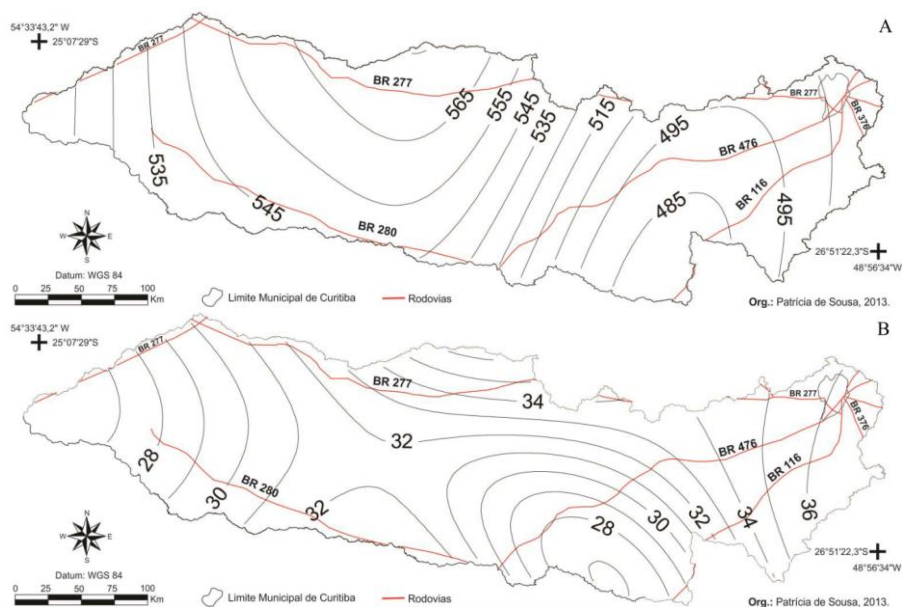 A
54°33'43,2" W
25°07'29"S
BR 277
BR 277
565
555
545
535
515
495
BR 277
BR 376
BR 476
485
BR 116
495
535
545
BR 280
N
W E
S
26°51'22,3"S
48°56'34"W
Datum: WGS 84
0 25 50 75 100
Km
Limite Municipal de Curitiba
Rodovias
Org.: Patrícia de Sousa, 2013.
B
54°33'43,2" W
25°07'29"S
BR 277
BR 277
34
32
BR 277
BR 376
BR 476
BR 116
28
30
32
BR 280
28
30
32
34
36
N
W E
S
26°51'22,3"S
48°56'34"W
Datum: WGS 84
0 25 50 75 100
Km
Limite Municipal de Curitiba
Rodovias
Org.: Patrícia de Sousa, 2013.